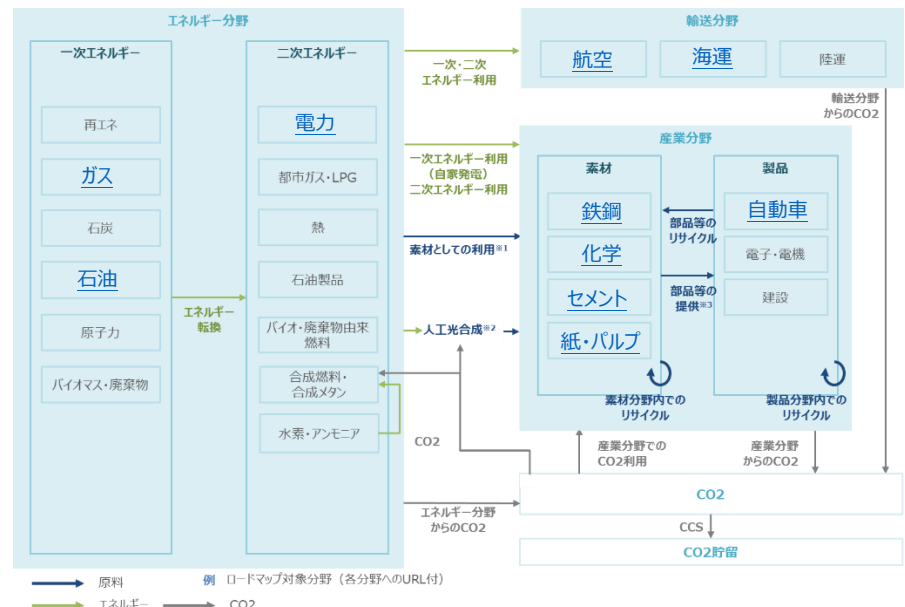 エネルギー分野
一次エネルギー
再エネ
ガス
石炭
石油
原子力
バイオマス・廃棄物
エネルギー
転換
二次エネルギー
電力
都市ガス・LPG
熱
石油製品
バイオ・廃棄物由来
燃料
合成燃料・
合成メタン
水素・アンモニア
一次・二次
エネルギー利用
一次エネルギー利用
（自家発電）
二次エネルギー利用
素材としての利用※1
人工光合成※2
CO2
エネルギー分野
からのCO2
輸送分野
航空
海運
陸運
輸送分野
からのCO2
産業分野
素材
鉄鋼
化学
セメント
紙・パルプ
素材分野内での
リサイクル
部品等の
リサイクル
部品等の
提供※3
製品
自動車
電子・電機
建設
製品分野内での
リサイクル
産業分野での
CO2利用
産業分野
からのCO2
CO2
CCS
CO2貯留
原料
例 ロードマップ対象分野（各分野へのURL付）
エネルギー
CO2